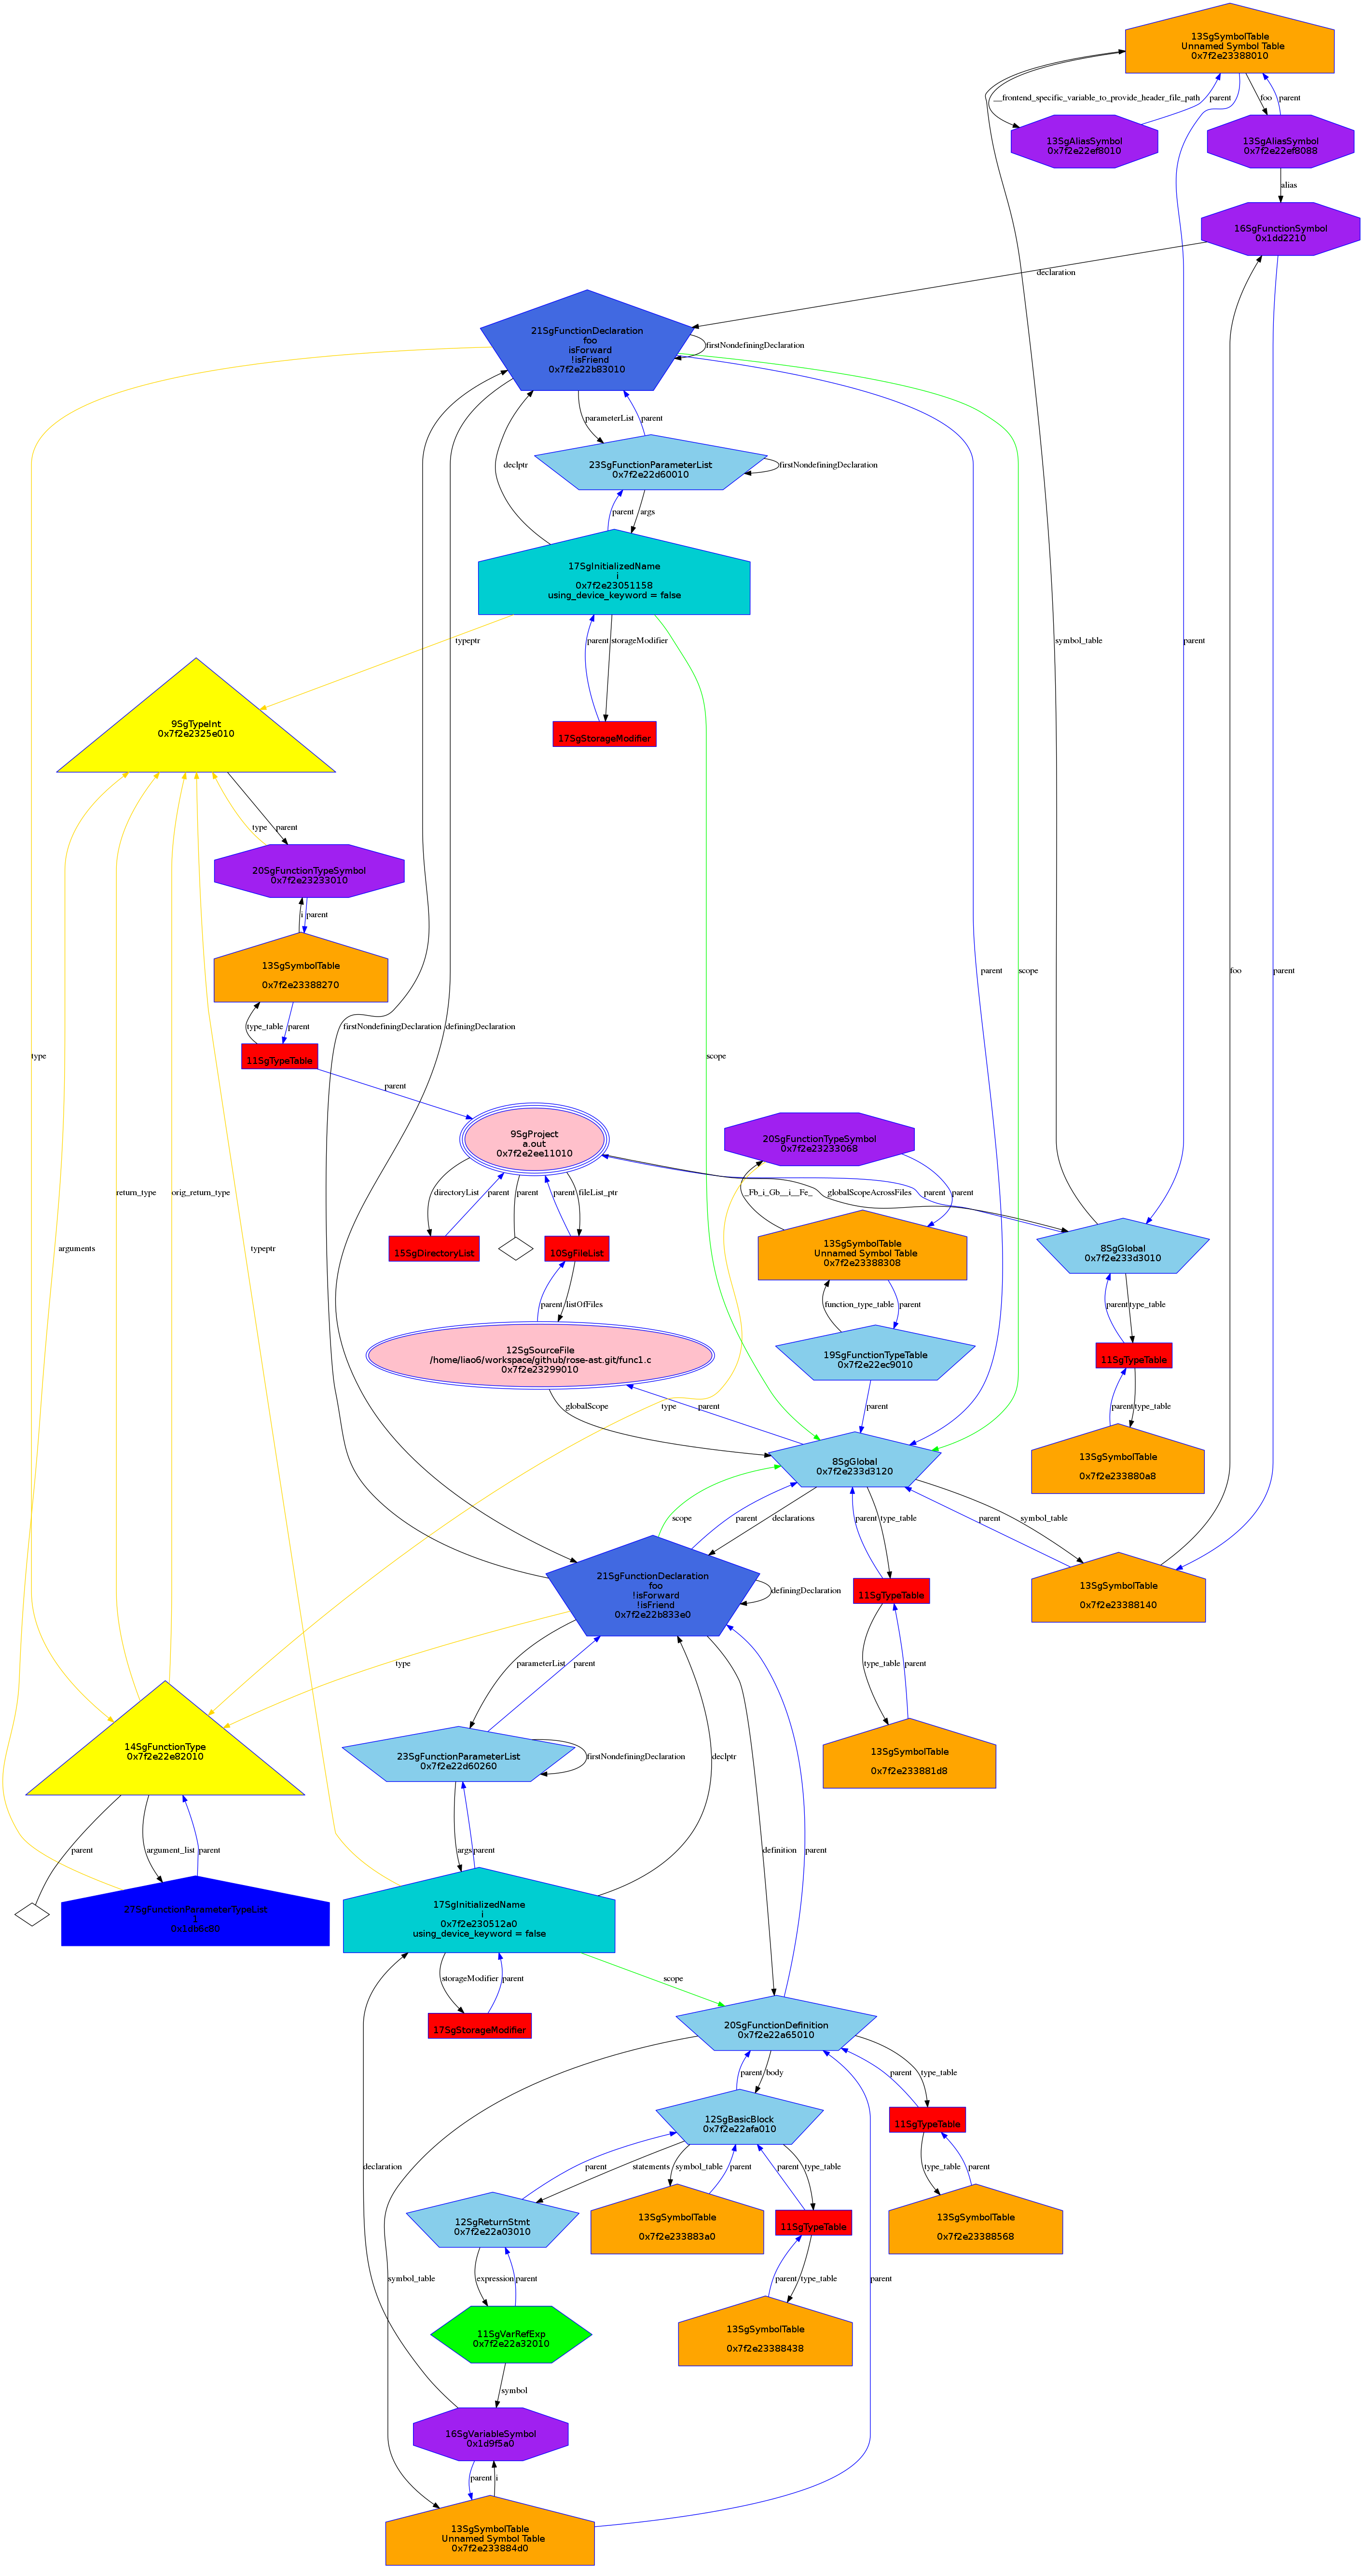 13SgSymbolTable
Unnamed Symbol Table
0x7f2e23388010
__frontend_specific_variable_to_provide_header_file_path
parent
foo
parent
13SgAliasSymbol
0x7f2e22ef8010
13SgAliasSymbol
0x7f2e22ef8088
alias
16SgFunctionSymbol
0x1dd2210
declaration
21SgFunctionDeclaration
foo
isForward
!isFriend
0x7f2e22b83010
firstNondefiningDeclaration
parameterList
parent
declptr
23SgFunctionParameterList
0x7f2e22d60010
firstNondefiningDeclaration
parent
args
17SgInitializedName
i
0x7f2e23051158
using_device_keyword = false
typeptr
parent
storageModifier
symbol_table
parent
9SgTypeInt
0x7f2e2325e010
17SgStorageModifier
type
parent
20SgFunctionTypeSymbol
0x7f2e23233010
i
parent
13SgSymbolTable
0x7f2e23388270
parent
scope
foo
parent
type_table
parent
firstNondefiningDeclaration
definingDeclaration
type
scope
11SgTypeTable
parent
9SgProject
a.out
0x7f2e2ee11010
20SgFunctionTypeSymbol
0x7f2e23233068
directoryList
parent
parent
parent
fileList_ptr
_Fb_i_Gb__i__Fe_
globalScopeAcrossFiles
parent
parent
return_type
orig_return_type
arguments
typeptr
15SgDirectoryList
10SgFileList
13SgSymbolTable
Unnamed Symbol Table
0x7f2e23388308
8SgGlobal
0x7f2e233d3010
parent
listOfFiles
function_type_table
parent
parent
type_table
12SgSourceFile
/home/liao6/workspace/github/rose-ast.git/func1.c
0x7f2e23299010
19SgFunctionTypeTable
0x7f2e22ec9010
11SgTypeTable
globalScope
type
parent
parent
parent
type_table
8SgGlobal
0x7f2e233d3120
13SgSymbolTable
0x7f2e233880a8
scope
parent
declarations
parent
type_table
parent
symbol_table
21SgFunctionDeclaration
foo
!isForward
!isFriend
0x7f2e22b833e0
definingDeclaration
11SgTypeTable
13SgSymbolTable
0x7f2e23388140
type
parameterList
parent
type_table
parent
14SgFunctionType
0x7f2e22e82010
23SgFunctionParameterList
0x7f2e22d60260
firstNondefiningDeclaration
declptr
13SgSymbolTable
0x7f2e233881d8
parent
argument_list
parent
args
parent
definition
parent
27SgFunctionParameterTypeList
17SgInitializedName
i
0x7f2e230512a0
using_device_keyword = false
storageModifier
parent
scope
17SgStorageModifier
20SgFunctionDefinition
0x7f2e22a65010
parent
body
parent
type_table
12SgBasicBlock
0x7f2e22afa010
11SgTypeTable
declaration
parent
statements
symbol_table
parent
parent
type_table
type_table
parent
12SgReturnStmt
0x7f2e22a03010
13SgSymbolTable
0x7f2e233883a0
11SgTypeTable
13SgSymbolTable
0x7f2e23388568
symbol_table
expression
parent
parent
type_table
parent
11SgVarRefExp
0x7f2e22a32010
13SgSymbolTable
0x7f2e23388438
symbol
16SgVariableSymbol
0x1d9f5a0
parent
i
13SgSymbolTable
Unnamed Symbol Table
0x7f2e233884d0